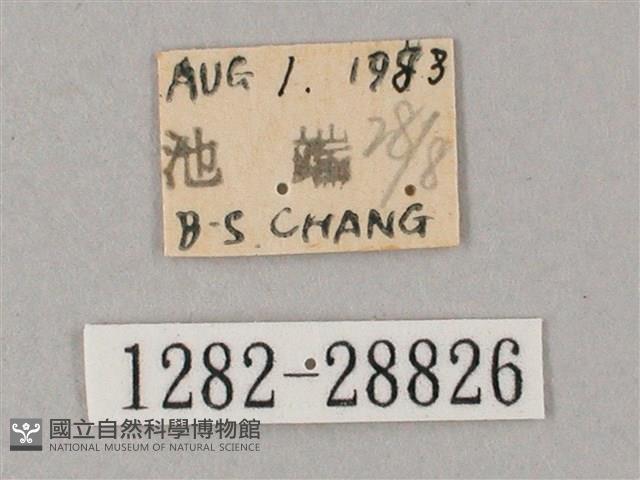 AUG 1. 1983
池 端
28/8
B-S. CHANG
1282-28826
國立自然科學博物館
NATIONAL MUSEUM OF NATURAL SCIENCE